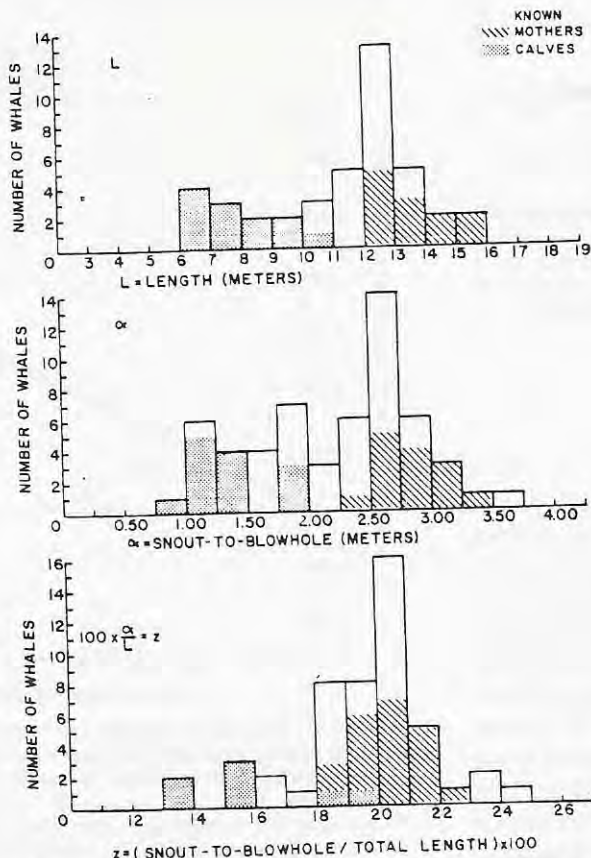 KNOWN
MOTHERS
CALVES
NUMBER OF WHALES
14
12
10
8
6
4
2
0
L
3 4 5 6 7 8 9 10 11 12 13 14 15 16 17 18 19
L = LENGTH (METERS)
NUMBER OF WHALES
14
12
10
8
6
4
2
0
α
0.50 1.00 1.50 2.00 2.50 3.00 3.50 4.00
α = SNOUT-TO-BLOWHOLE (METERS)
NUMBER OF WHALES
16
14
12
10
8
6
4
2
0
100 x α/L = z
12 14 16 18 20 22 24 26
z = ( SNOUT-TO-BLOWHOLE / TOTAL LENGTH ) x 100